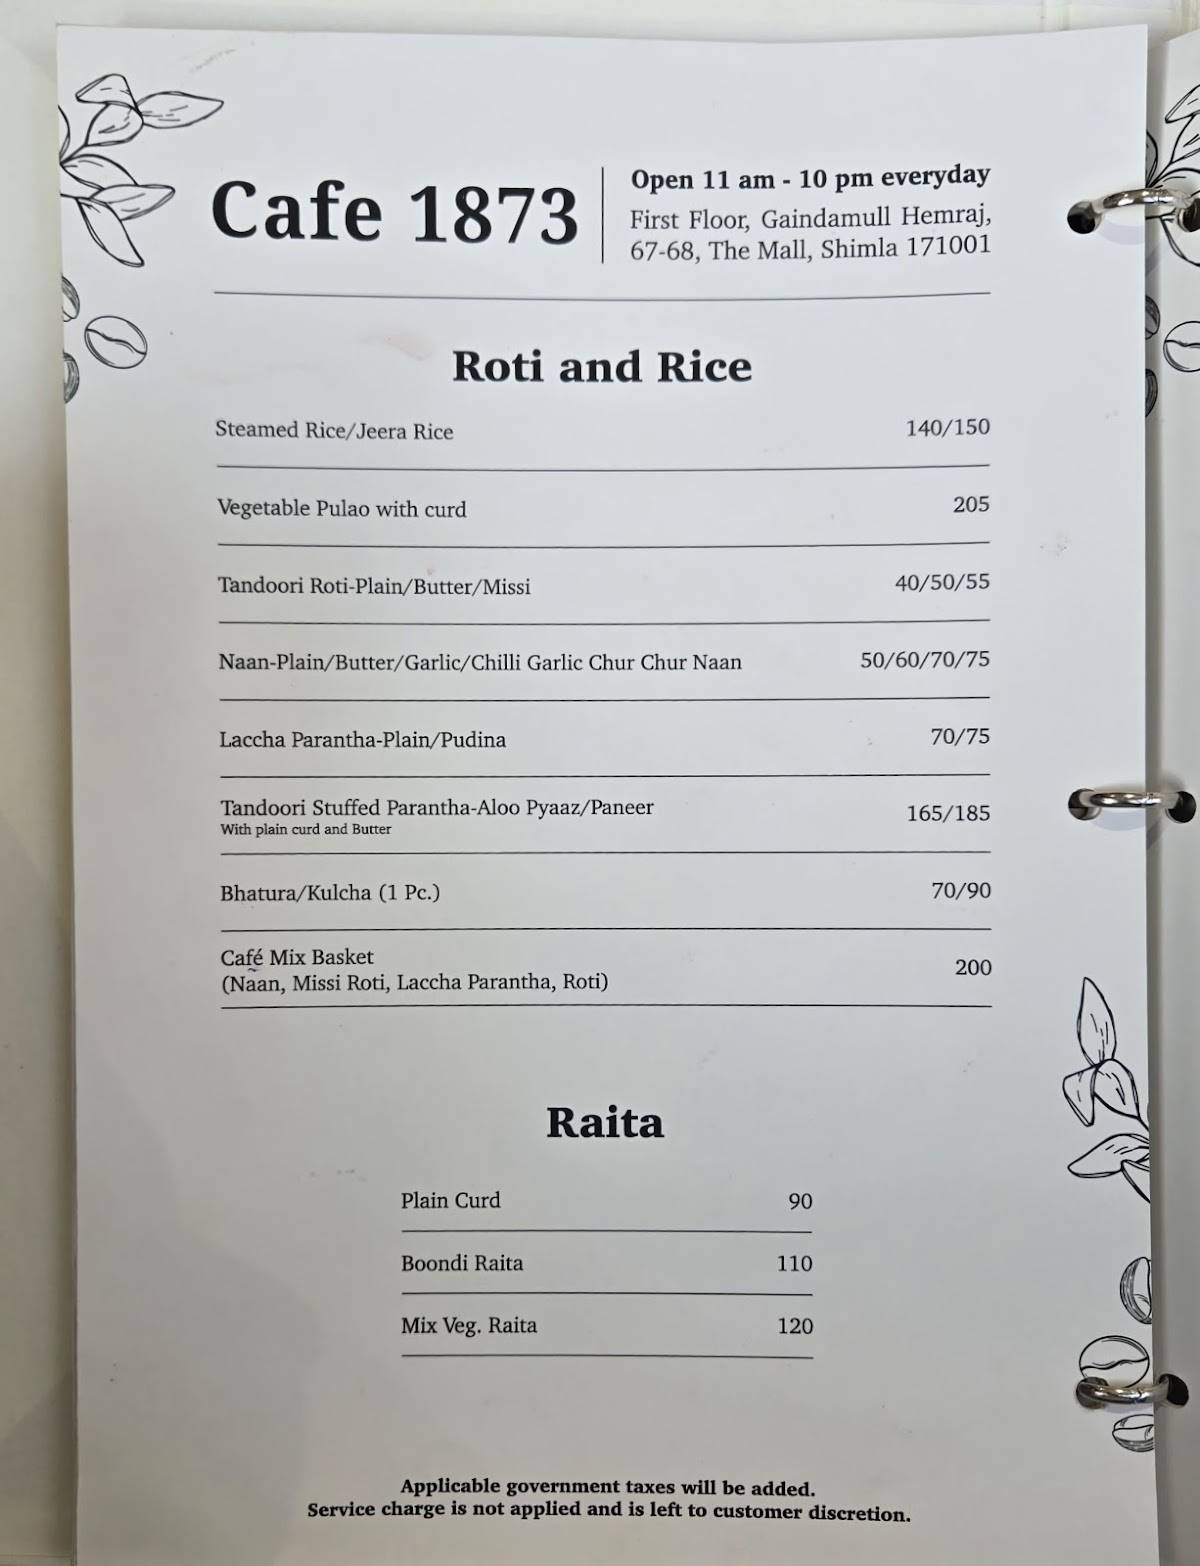 Cafe 1873
Open 11 am - 10 pm everyday
First Floor, Gaindamull Hemraj,
67-68, The Mall, Shimla 171001
Roti and Rice
Steamed Rice/Jeera Rice 140/150
Vegetable Pulao with curd 205
Tandoori Roti-Plain/Butter/Missi 40/50/55
Naan-Plain/Butter/Garlic/Chilli Garlic Chur Chur Naan 50/60/70/75
Laccha Parantha-Plain/Pudina 70/75
Tandoori Stuffed Parantha-Aloo Pyaaz/Paneer 165/185
With plain curd and Butter
Bhatura/Kulcha (1 Pc.) 70/90
Café Mix Basket
(Naan, Missi Roti, Laccha Parantha, Roti) 200
Raita
Plain Curd 90
Boondi Raita 110
Mix Veg. Raita 120
Applicable government taxes will be added.
Service charge is not applied and is left to customer discretion.